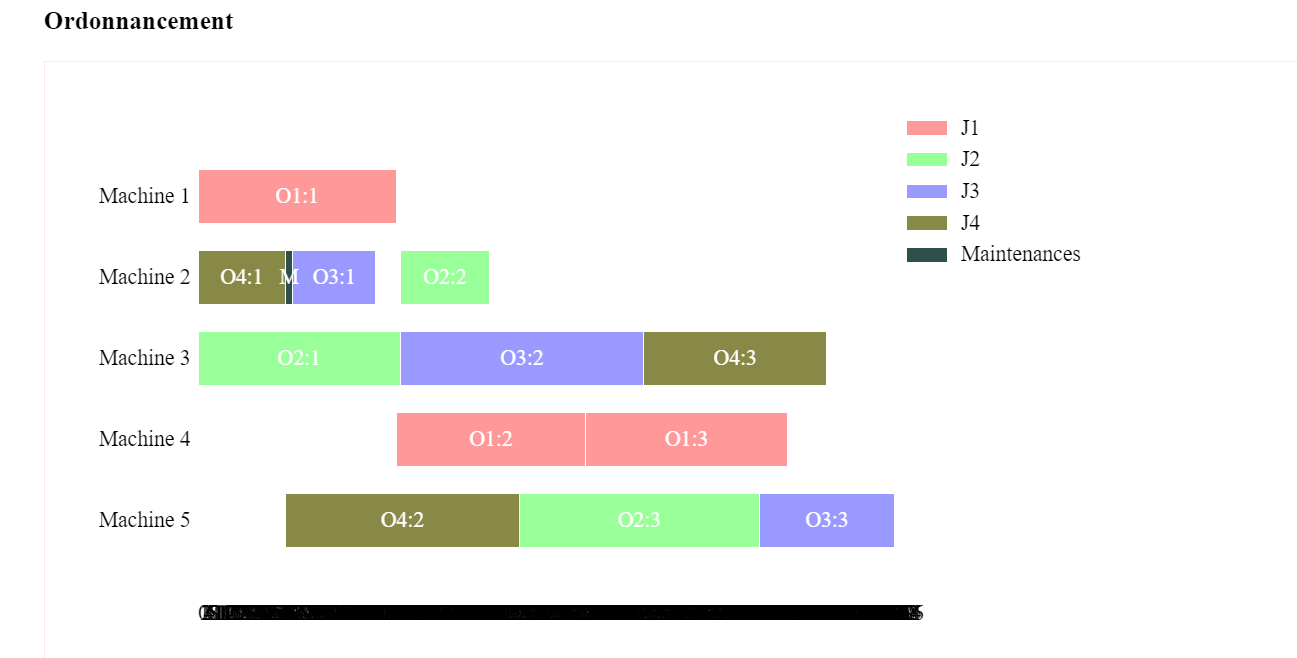 Ordonnancement
J1
J2
J3
J4
Maintenances
Machine 1 O1:1
Machine 2 O4:1 M O3:1 O2:2
Machine 3 O2:1 O3:2 O4:3
Machine 4 O1:2 O1:3
Machine 5 O4:2 O2:3 O3:3